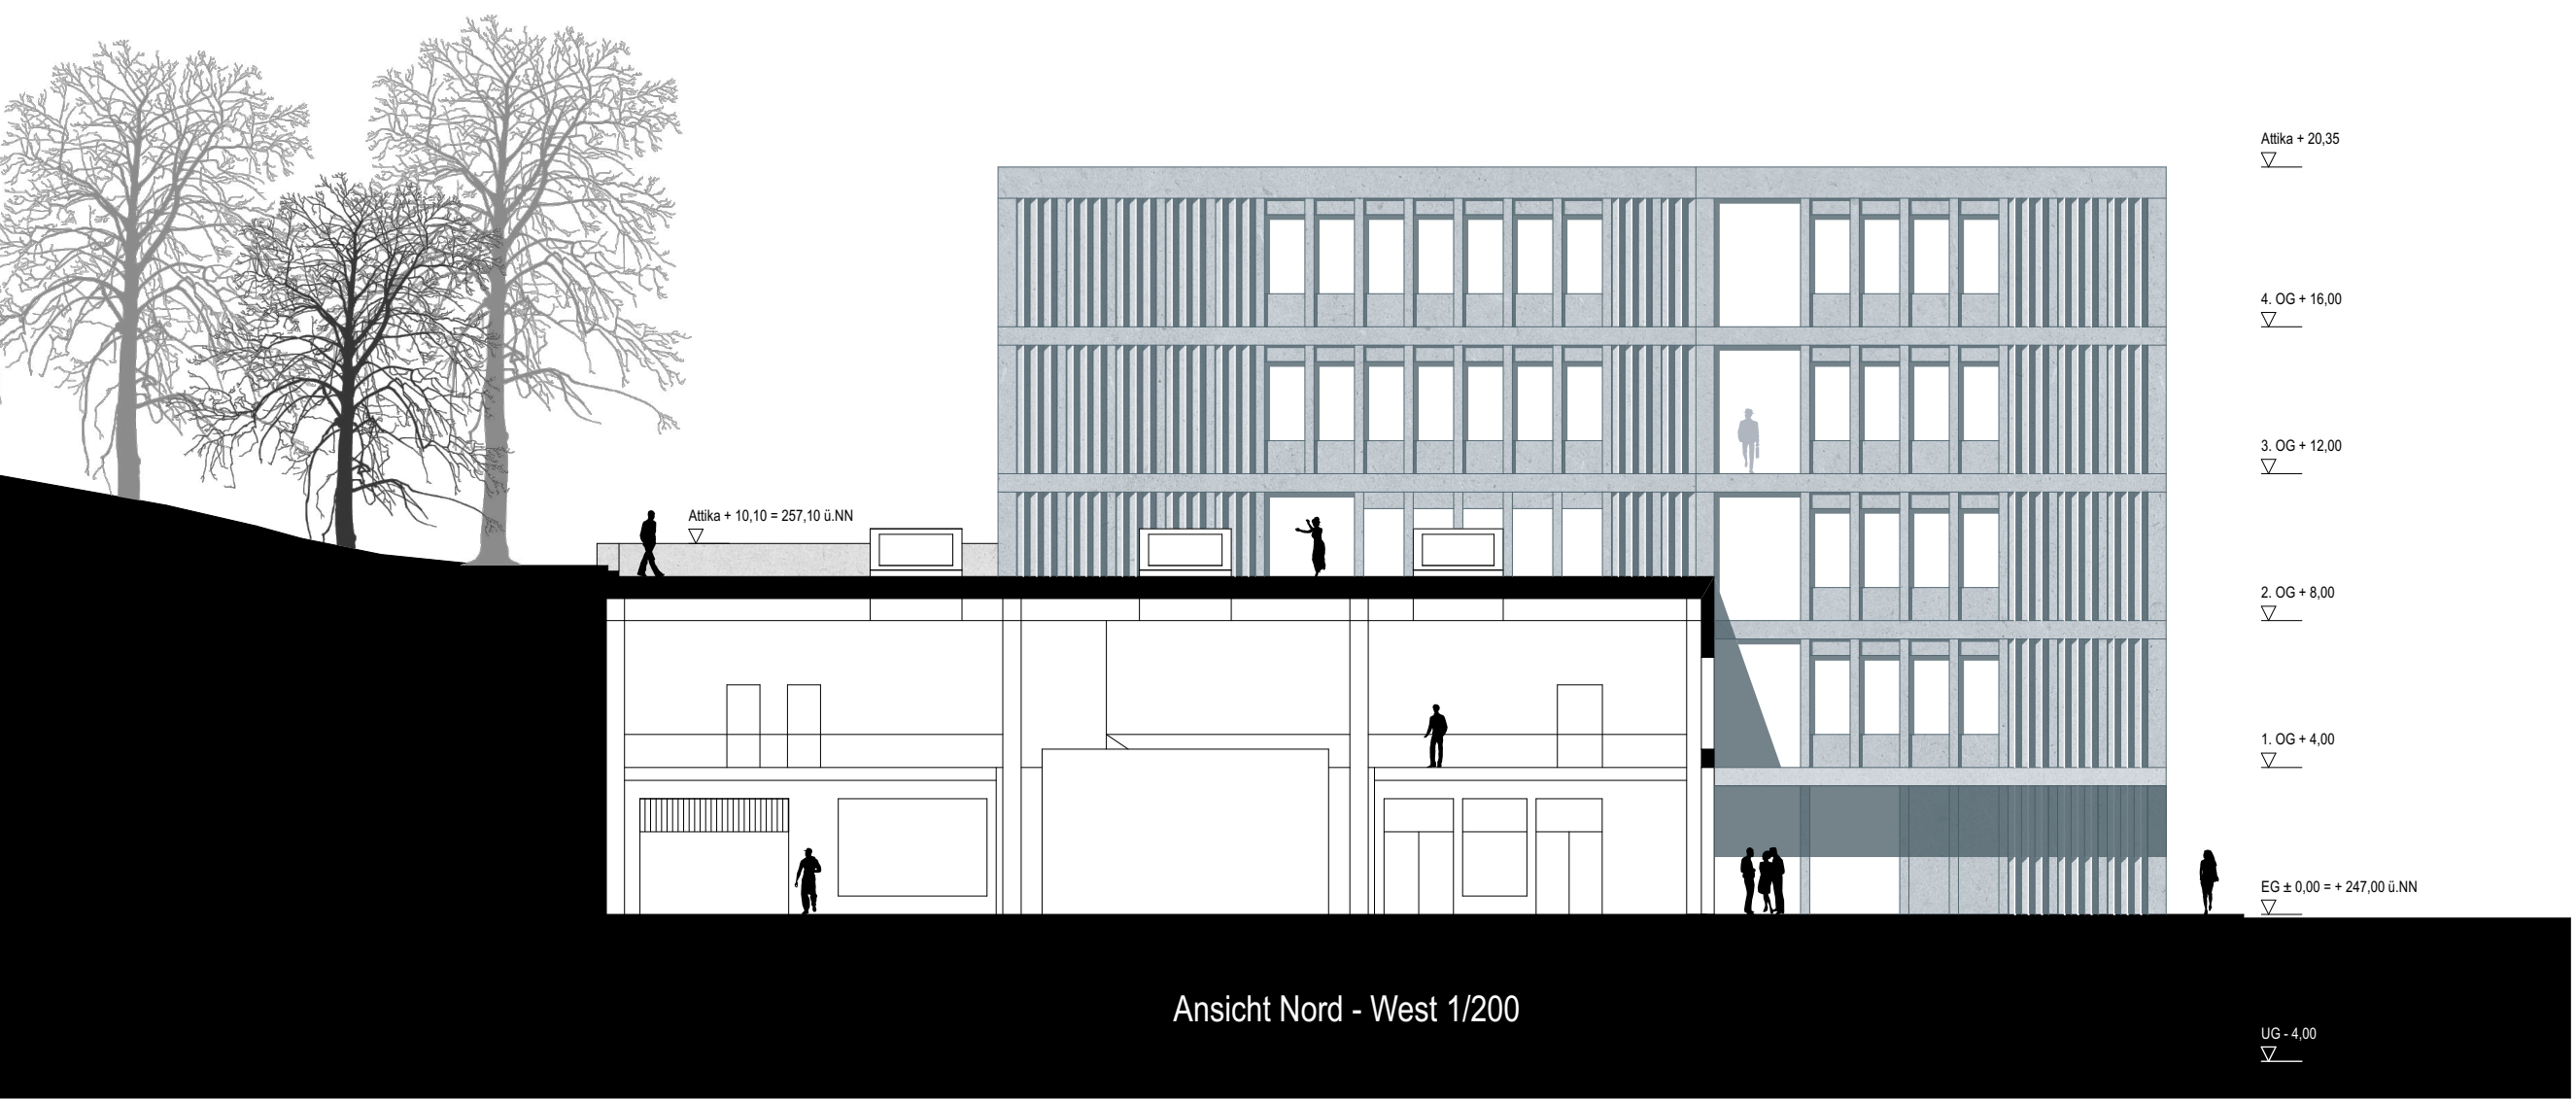 Attika + 20,35
4. OG + 16,00
3. OG + 12,00
Attika + 10,10 = 257,10 ü.NN
2. OG + 8,00
1. OG + 4,00
EG ± 0,00 = + 247,00 ü.NN
Ansicht Nord - West 1/200
UG - 4,00